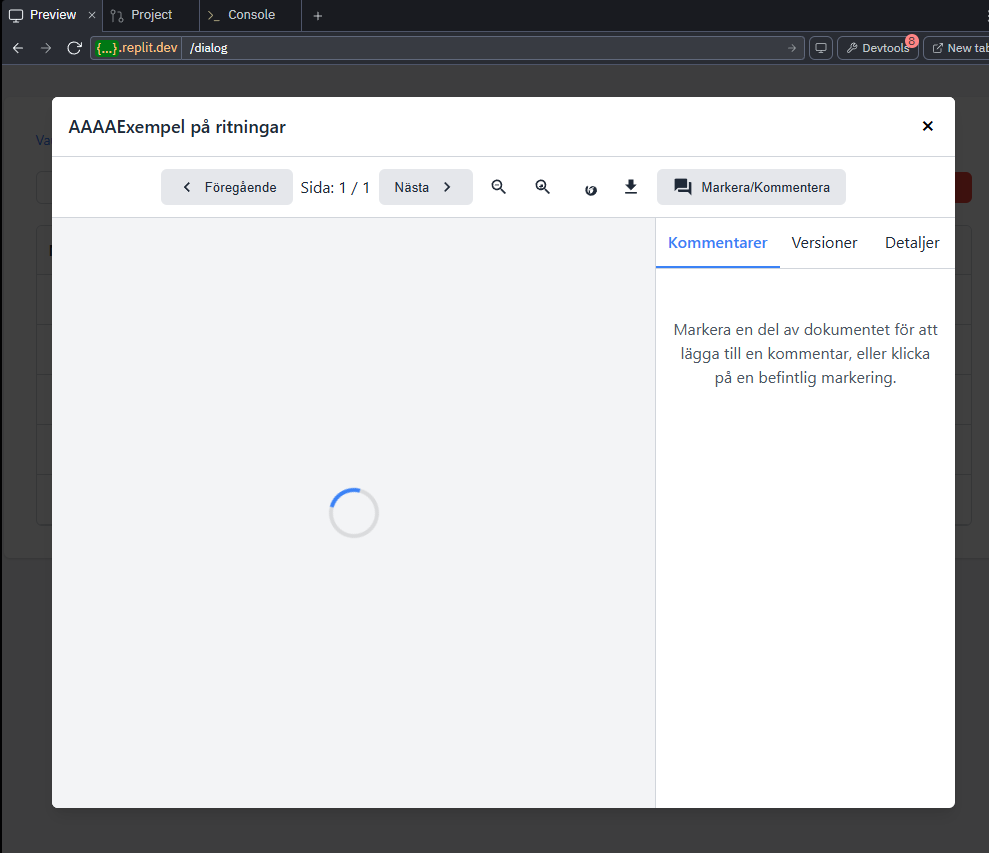 Preview
Project
Console
{...}.replit.dev /dialog
Devtools 8
New tab
AAAAExempel på ritningar
Föregående Sida: 1 / 1 Nästa
Markera/Kommentera
Kommentarer Versioner Detaljer
Markera en del av dokumentet för att
lägga till en kommentar, eller klicka
på en befintlig markering.